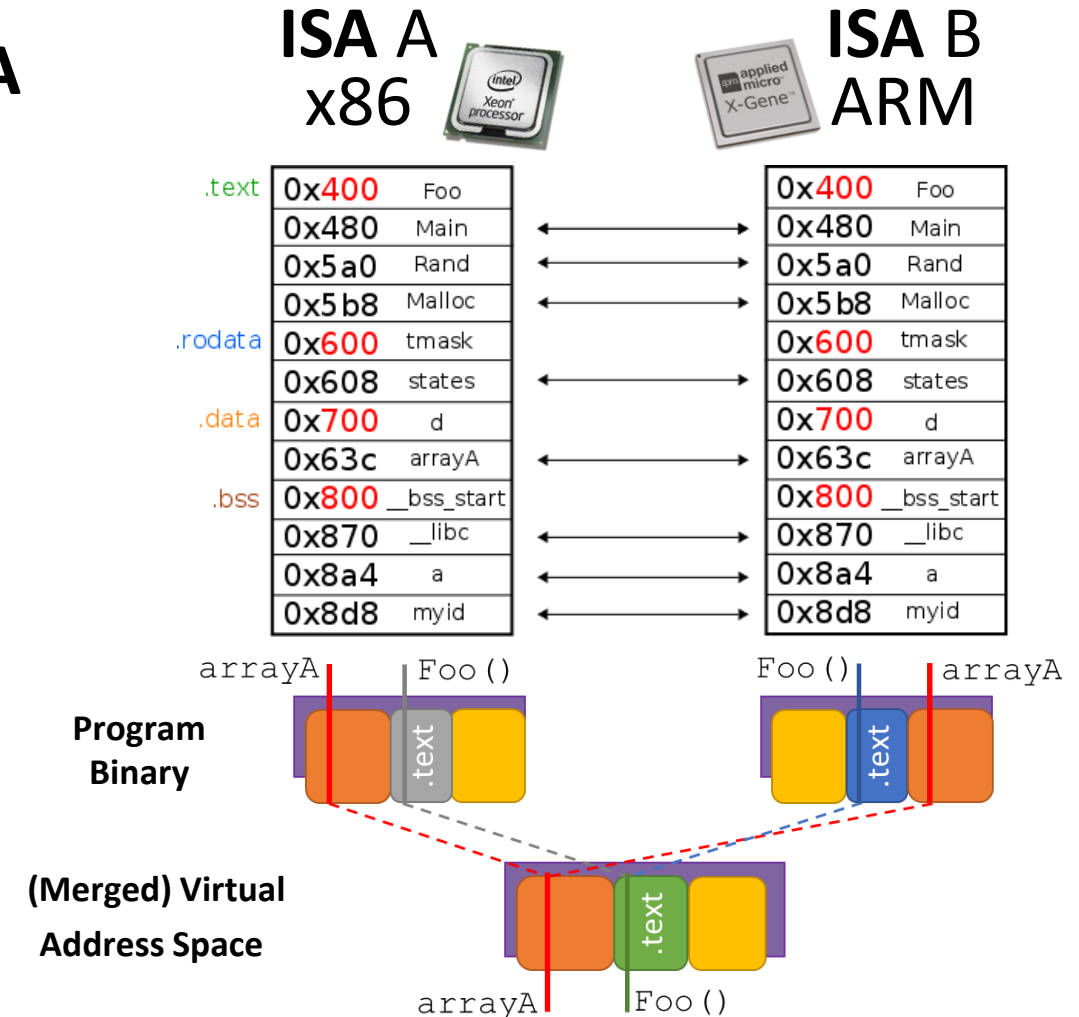 A
ISA A
x86
intel
Xeon
processor
ISA B
ARM
apm applied
micro
X-Gene™
.text 0x400 Foo
0x480 Main
0x5a0 Rand
0x5b8 Malloc
.rodata 0x600 tmask
0x608 states
.data 0x700 d
0x63c arrayA
.bss 0x800 __bss_start
0x870 __libc
0x8a4 a
0x8d8 myid
0x400 Foo
0x480 Main
0x5a0 Rand
0x5b8 Malloc
0x600 tmask
0x608 states
0x700 d
0x63c arrayA
0x800 __bss_start
0x870 __libc
0x8a4 a
0x8d8 myid
arrayA Foo()
Foo() arrayA
Program
Binary
.text
.text
(Merged) Virtual
Address Space
.text
arrayA Foo()